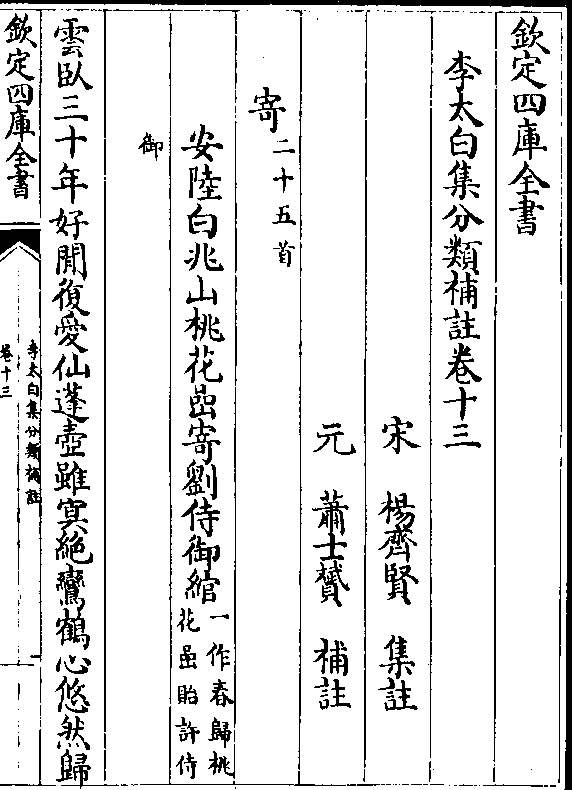 欽定四庫全書
李太白集分類補註卷十三
宋　楊齊賢　集註
元　蕭士贇　補註
寄二十五首
安陸白兆山桃花嵒寄劉侍御綰一作春歸桃
花嵒貽許侍
御
雲臥三十年好閒復愛仙蓬壺雖冥絶鸞鶴心悠然歸
欽定四庫全書
李太白集分類補註
卷十三
一